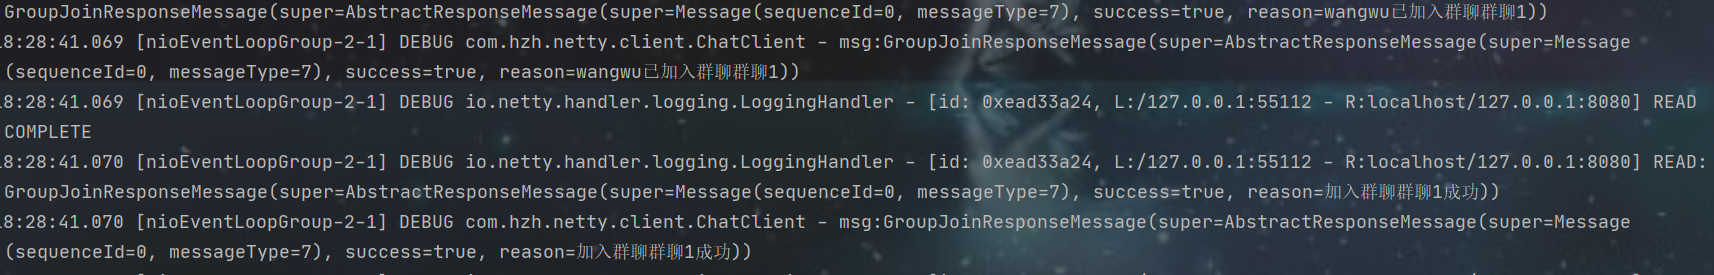 GroupJoinResponseMessage(super=AbstractResponseMessage(super=Message(sequenceId=0, messageType=7), success=true, reason=wangwu已加入群聊群聊1))
18:28:41.069 [nioEventLoopGroup-2-1] DEBUG com.hzh.netty.client.ChatClient - msg:GroupJoinResponseMessage(super=AbstractResponseMessage(super=Message
(sequenceId=0, messageType=7), success=true, reason=wangwu已加入群聊群聊1))
18:28:41.069 [nioEventLoopGroup-2-1] DEBUG io.netty.handler.logging.LoggingHandler - [id: 0xead33a24, L:/127.0.0.1:55112 - R:localhost/127.0.0.1:8080] READ
COMPLETE
18:28:41.070 [nioEventLoopGroup-2-1] DEBUG io.netty.handler.logging.LoggingHandler - [id: 0xead33a24, L:/127.0.0.1:55112 - R:localhost/127.0.0.1:8080] READ:
GroupJoinResponseMessage(super=AbstractResponseMessage(super=Message(sequenceId=0, messageType=7), success=true, reason=加入群聊群聊1成功))
18:28:41.070 [nioEventLoopGroup-2-1] DEBUG com.hzh.netty.client.ChatClient - msg:GroupJoinResponseMessage(super=AbstractResponseMessage(super=Message
(sequenceId=0, messageType=7), success=true, reason=加入群聊群聊1成功))